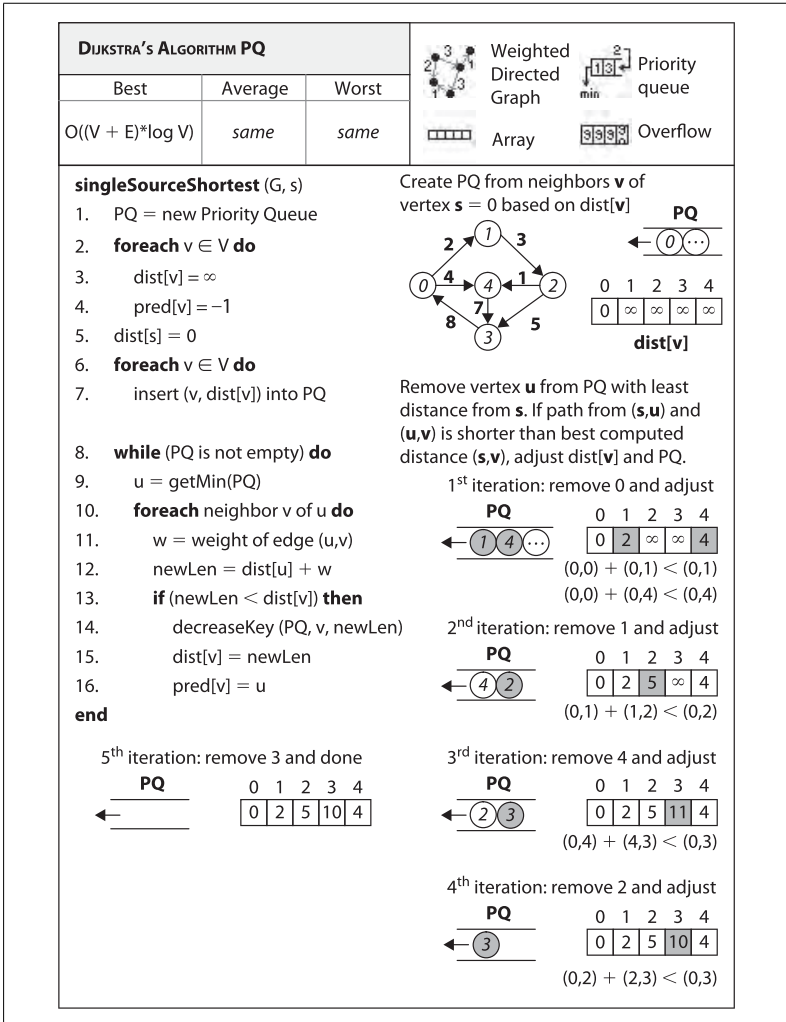 DIJKSTRA'S ALGORITHM PQ
Best Average Worst
O((V + E)*log V) same same
Weighted
Directed
Graph
2 3 1 1 3
Priority
queue
2
1 3
min
Array
Overflow
9 9 9 9 9
singleSourceShortest (G, s)
1. PQ = new Priority Queue
2. foreach v ∈ V do
3. dist[v] = ∞
4. pred[v] = −1
5. dist[s] = 0
6. foreach v ∈ V do
7. insert (v, dist[v]) into PQ
8. while (PQ is not empty) do
9. u = getMin(PQ)
10. foreach neighbor v of u do
11. w = weight of edge (u,v)
12. newLen = dist[u] + w
13. if (newLen < dist[v]) then
14. decreaseKey (PQ, v, newLen)
15. dist[v] = newLen
16. pred[v] = u
end
5th iteration: remove 3 and done
PQ
0 1 2 3 4
0 2 5 10 4
Create PQ from neighbors v of
vertex s = 0 based on dist[v]
1
2 3
0 4 4 1 2
7
8 5
3
PQ
0 ...
0 1 2 3 4
0 ∞ ∞ ∞ ∞
dist[v]
Remove vertex u from PQ with least
distance from s. If path from (s,u) and
(u,v) is shorter than best computed
distance (s,v), adjust dist[v] and PQ.
1st iteration: remove 0 and adjust
PQ
1 4 ...
0 1 2 3 4
0 2 ∞ ∞ 4
(0,0) + (0,1) < (0,1)
(0,0) + (0,4) < (0,4)
2nd iteration: remove 1 and adjust
PQ
4 2
0 1 2 3 4
0 2 5 ∞ 4
(0,1) + (1,2) < (0,2)
3rd iteration: remove 4 and adjust
PQ
2 3
0 1 2 3 4
0 2 5 11 4
(0,4) + (4,3) < (0,3)
4th iteration: remove 2 and adjust
PQ
3
0 1 2 3 4
0 2 5 10 4
(0,2) + (2,3) < (0,3)